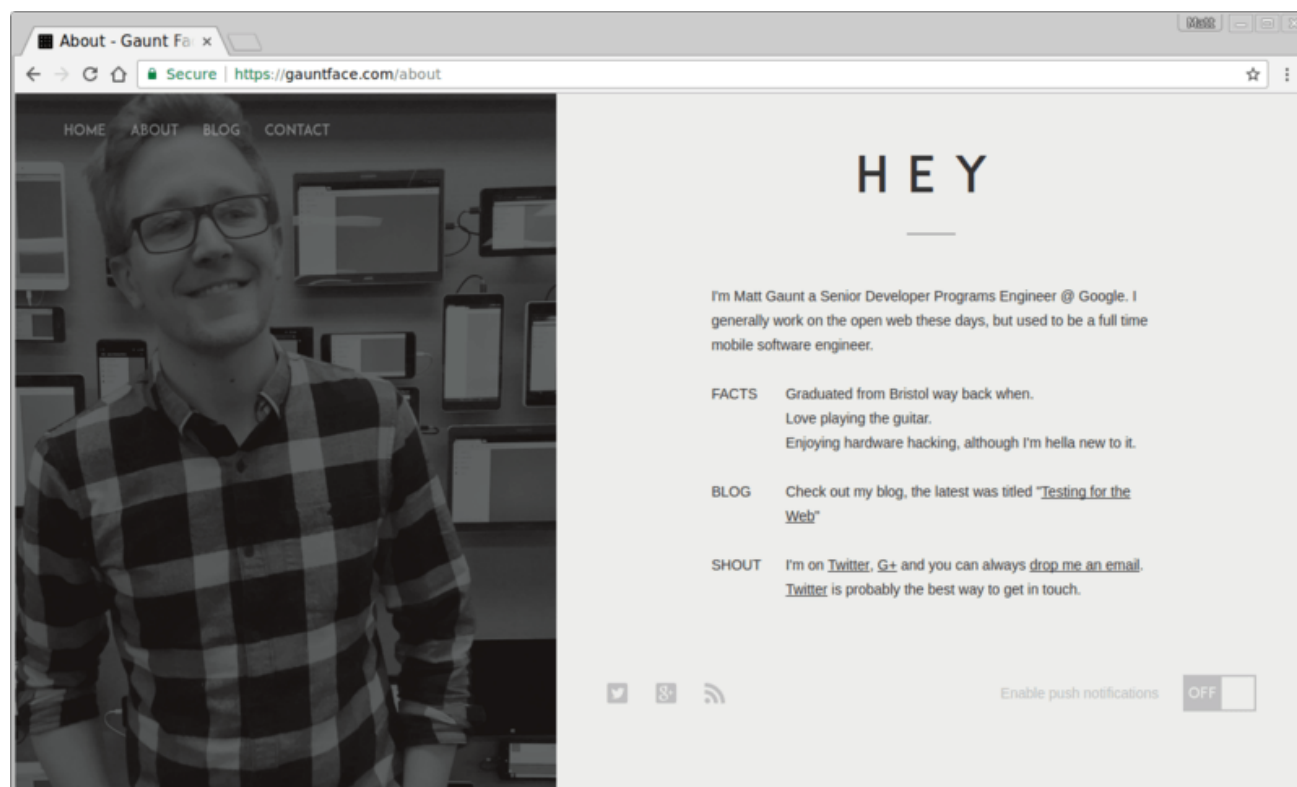 Matt
About - Gaunt Fa
Secure | https://gauntface.com/about
HOME ABOUT BLOG CONTACT
HEY
I'm Matt Gaunt a Senior Developer Programs Engineer @ Google. I
generally work on the open web these days, but used to be a full time
mobile software engineer.
FACTS Graduated from Bristol way back when.
Love playing the guitar.
Enjoying hardware hacking, although I'm hella new to it.
BLOG Check out my blog, the latest was titled "Testing for the
Web"
SHOUT I'm on Twitter, G+ and you can always drop me an email.
Twitter is probably the best way to get in touch.
Enable push notifications OFF